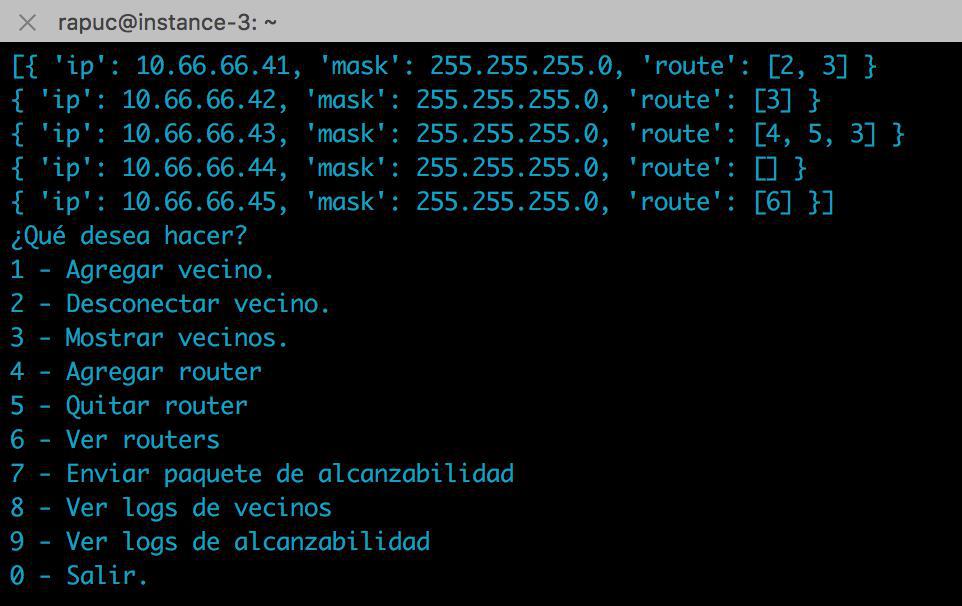 rapuc@instance-3: ~
[{ 'ip': 10.66.66.41, 'mask': 255.255.255.0, 'route': [2, 3] }
{ 'ip': 10.66.66.42, 'mask': 255.255.255.0, 'route': [3] }
{ 'ip': 10.66.66.43, 'mask': 255.255.255.0, 'route': [4, 5, 3] }
{ 'ip': 10.66.66.44, 'mask': 255.255.255.0, 'route': [] }
{ 'ip': 10.66.66.45, 'mask': 255.255.255.0, 'route': [6] }]
¿Qué desea hacer?
1 - Agregar vecino.
2 - Desconectar vecino.
3 - Mostrar vecinos.
4 - Agregar router
5 - Quitar router
6 - Ver routers
7 - Enviar paquete de alcanzabilidad
8 - Ver logs de vecinos
9 - Ver logs de alcanzabilidad
0 - Salir.